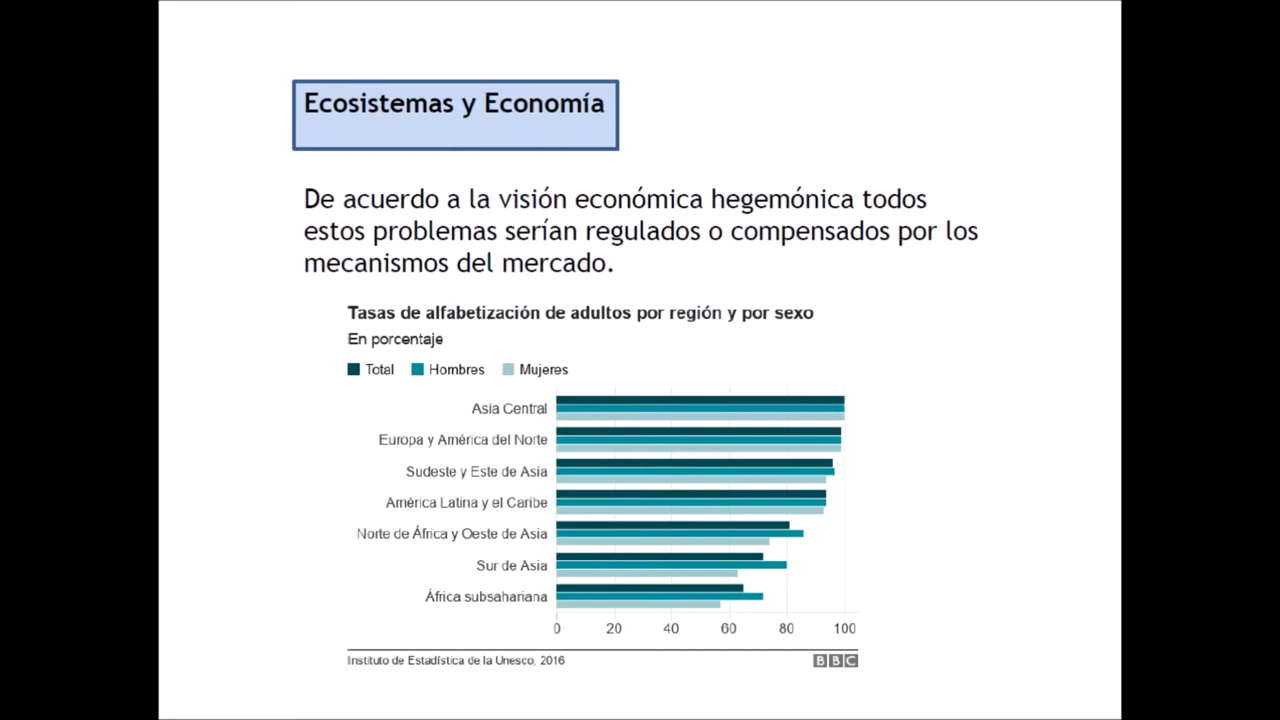 Ecosistemas y Economía
De acuerdo a la visión económica hegemónica todos
estos problemas serían regulados o compensados por los
mecanismos del mercado.
Tasas de alfabetización de adultos por región y por sexo
En porcentaje
Total Hombres Mujeres
Asia Central
Europa y América del Norte
Sudeste y Este de Asia
América Latina y el Caribe
Norte de África y Oeste de Asia
Sur de Asia
África subsahariana
0 20 40 60 80 100
Instituto de Estadística de la Unesco, 2016 BBC